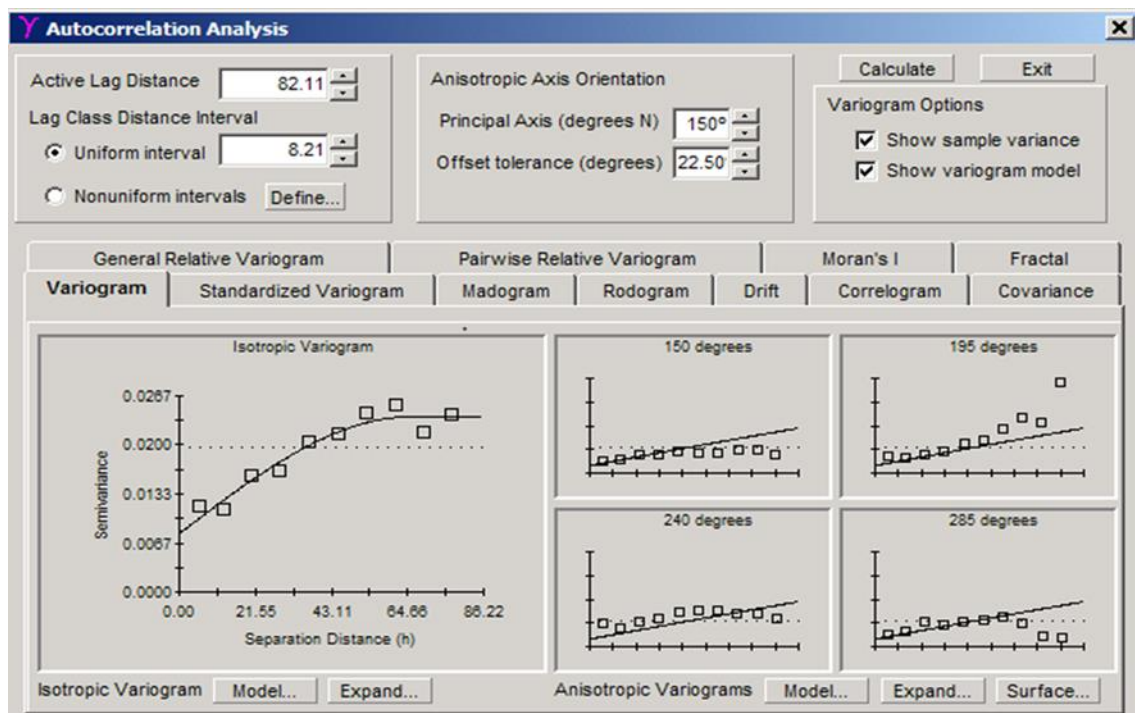 γ Autocorrelation Analysis
Active Lag Distance 82.11
Lag Class Distance Interval
Uniform interval 8.21
Nonuniform intervals Define...
Anisotropic Axis Orientation
Principal Axis (degrees N) 150º
Offset tolerance (degrees) 22.50
Calculate Exit
Variogram Options
Show sample variance
Show variogram model
General Relative Variogram Pairwise Relative Variogram Moran's I Fractal
Variogram Standardized Variogram Madogram Rodogram Drift Correlogram Covariance
Isotropic Variogram
0.0267
0.0200
0.0133
0.0067
0.0000
Semivariance
0.00 21.55 43.11 64.66 86.22
Separation Distance (h)
150 degrees
195 degrees
240 degrees
285 degrees
Isotropic Variogram Model... Expand... Anisotropic Variograms Model... Expand... Surface...